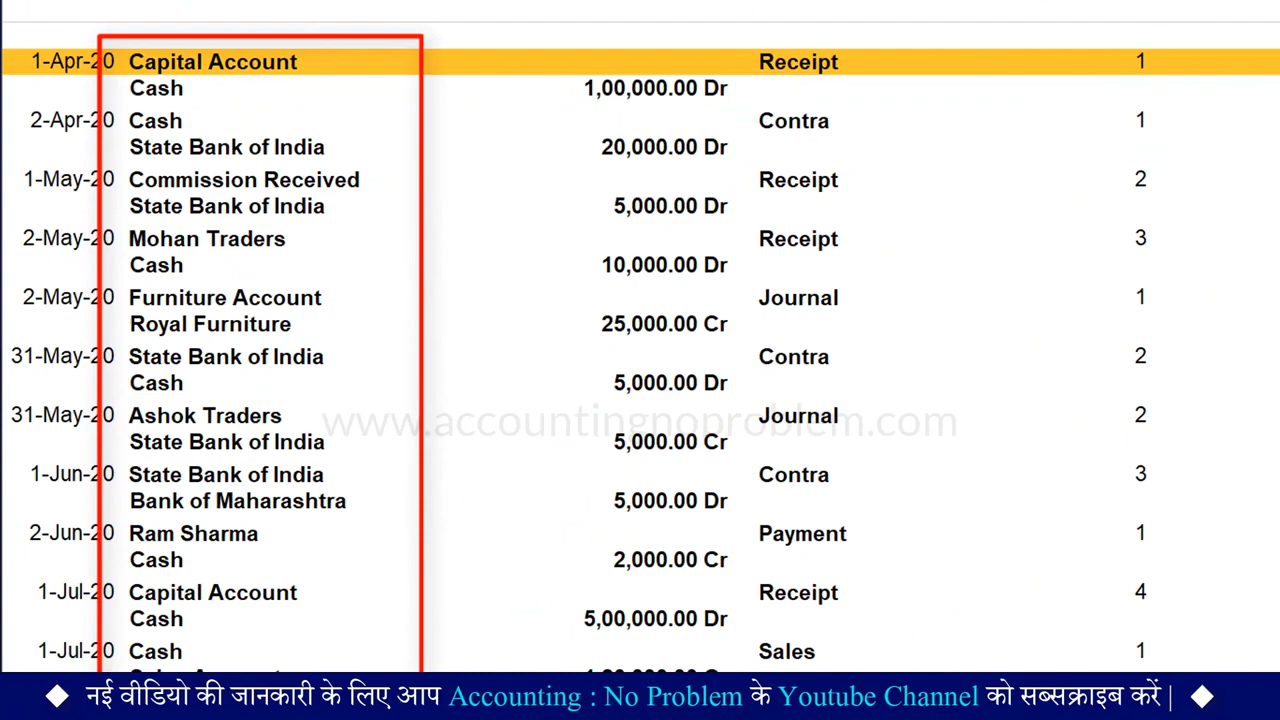 1-Apr-20 Capital Account Receipt 1
Cash 1,00,000.00 Dr
2-Apr-20 Cash Contra 1
State Bank of India 20,000.00 Dr
1-May-20 Commission Received Receipt 2
State Bank of India 5,000.00 Dr
2-May-20 Mohan Traders Receipt 3
Cash 10,000.00 Dr
2-May-20 Furniture Account Journal 1
Royal Furniture 25,000.00 Cr
31-May-20 State Bank of India Contra 2
Cash 5,000.00 Dr
31-May-20 Ashok Traders Journal 2
www.accountingnoproblem.com
State Bank of India 5,000.00 Cr
1-Jun-20 State Bank of India Contra 3
Bank of Maharashtra 5,000.00 Dr
2-Jun-20 Ram Sharma Payment 1
Cash 2,000.00 Cr
1-Jul-20 Capital Account Receipt 4
Cash 5,00,000.00 Dr
1-Jul-20 Cash Sales 1
◆ नई वीडियो की जानकारी के लिए आप Accounting : No Problem के Youtube Channel को सब्सक्राइब करें | ◆